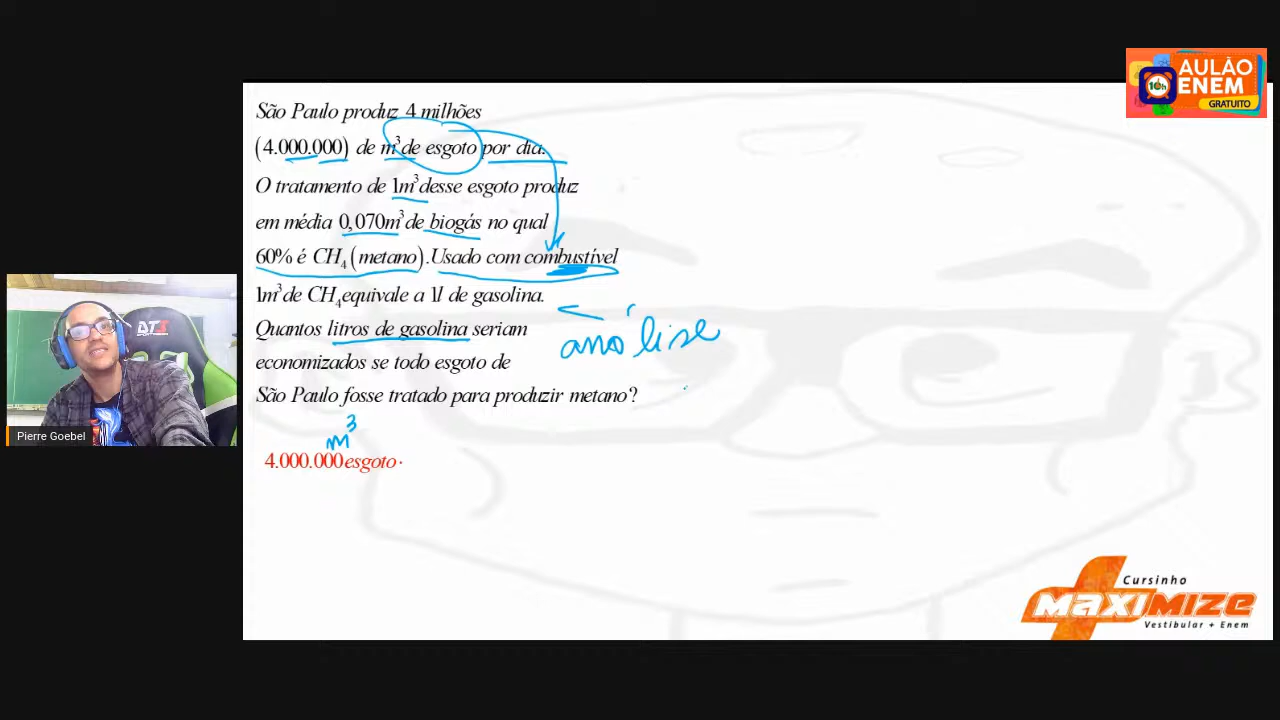 AULÃO
ENEM
10h
GRATUITO
São Paulo produz 4 milhões
(4.000.000) de m³ de esgoto por dia.
O tratamento de 1m³ desse esgoto produz
em média 0,070m³ de biogás no qual
60% é CH₄ (metano). Usado com combustível
1m³ de CH₄ equivale a 1l de gasolina.
Quantos litros de gasolina seriam
economizados se todo esgoto de
São Paulo fosse tratado para produzir metano?
análise
m³
4.000.000 esgoto·
DT3
Pierre Goebel
Cursinho
MAXIMIZE
Vestibular + Enem